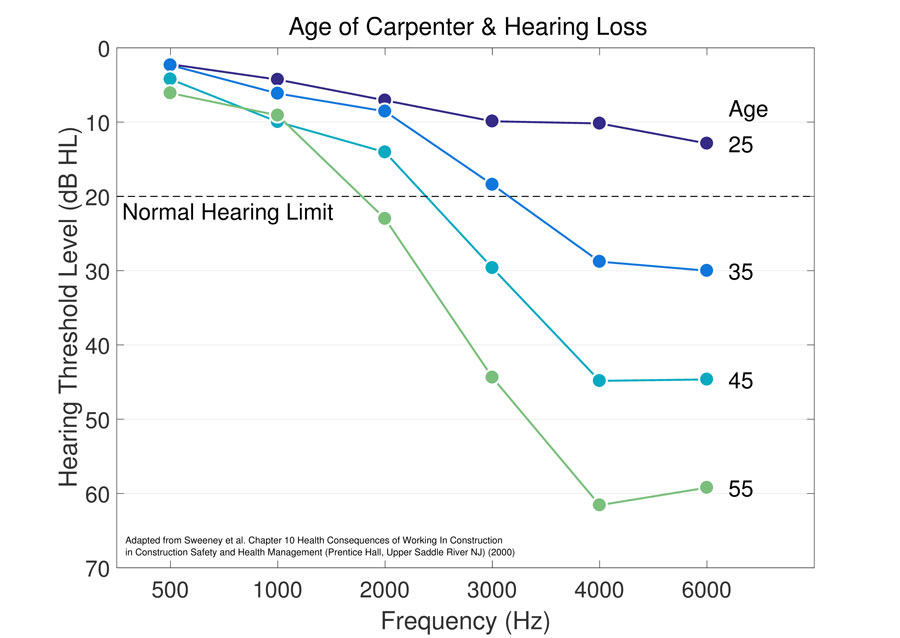 Age of Carpenter & Hearing Loss
Hearing Threshold Level (dB HL)
0
10
20
30
40
50
60
70
Normal Hearing Limit
Age
25
35
45
55
Adapted from Sweeney et al. Chapter 10 Health Consequences of Working In Construction
in Construction Safety and Health Management (Prentice Hall, Upper Saddle River NJ) (2000)
500 1000 2000 3000 4000 6000
Frequency (Hz)